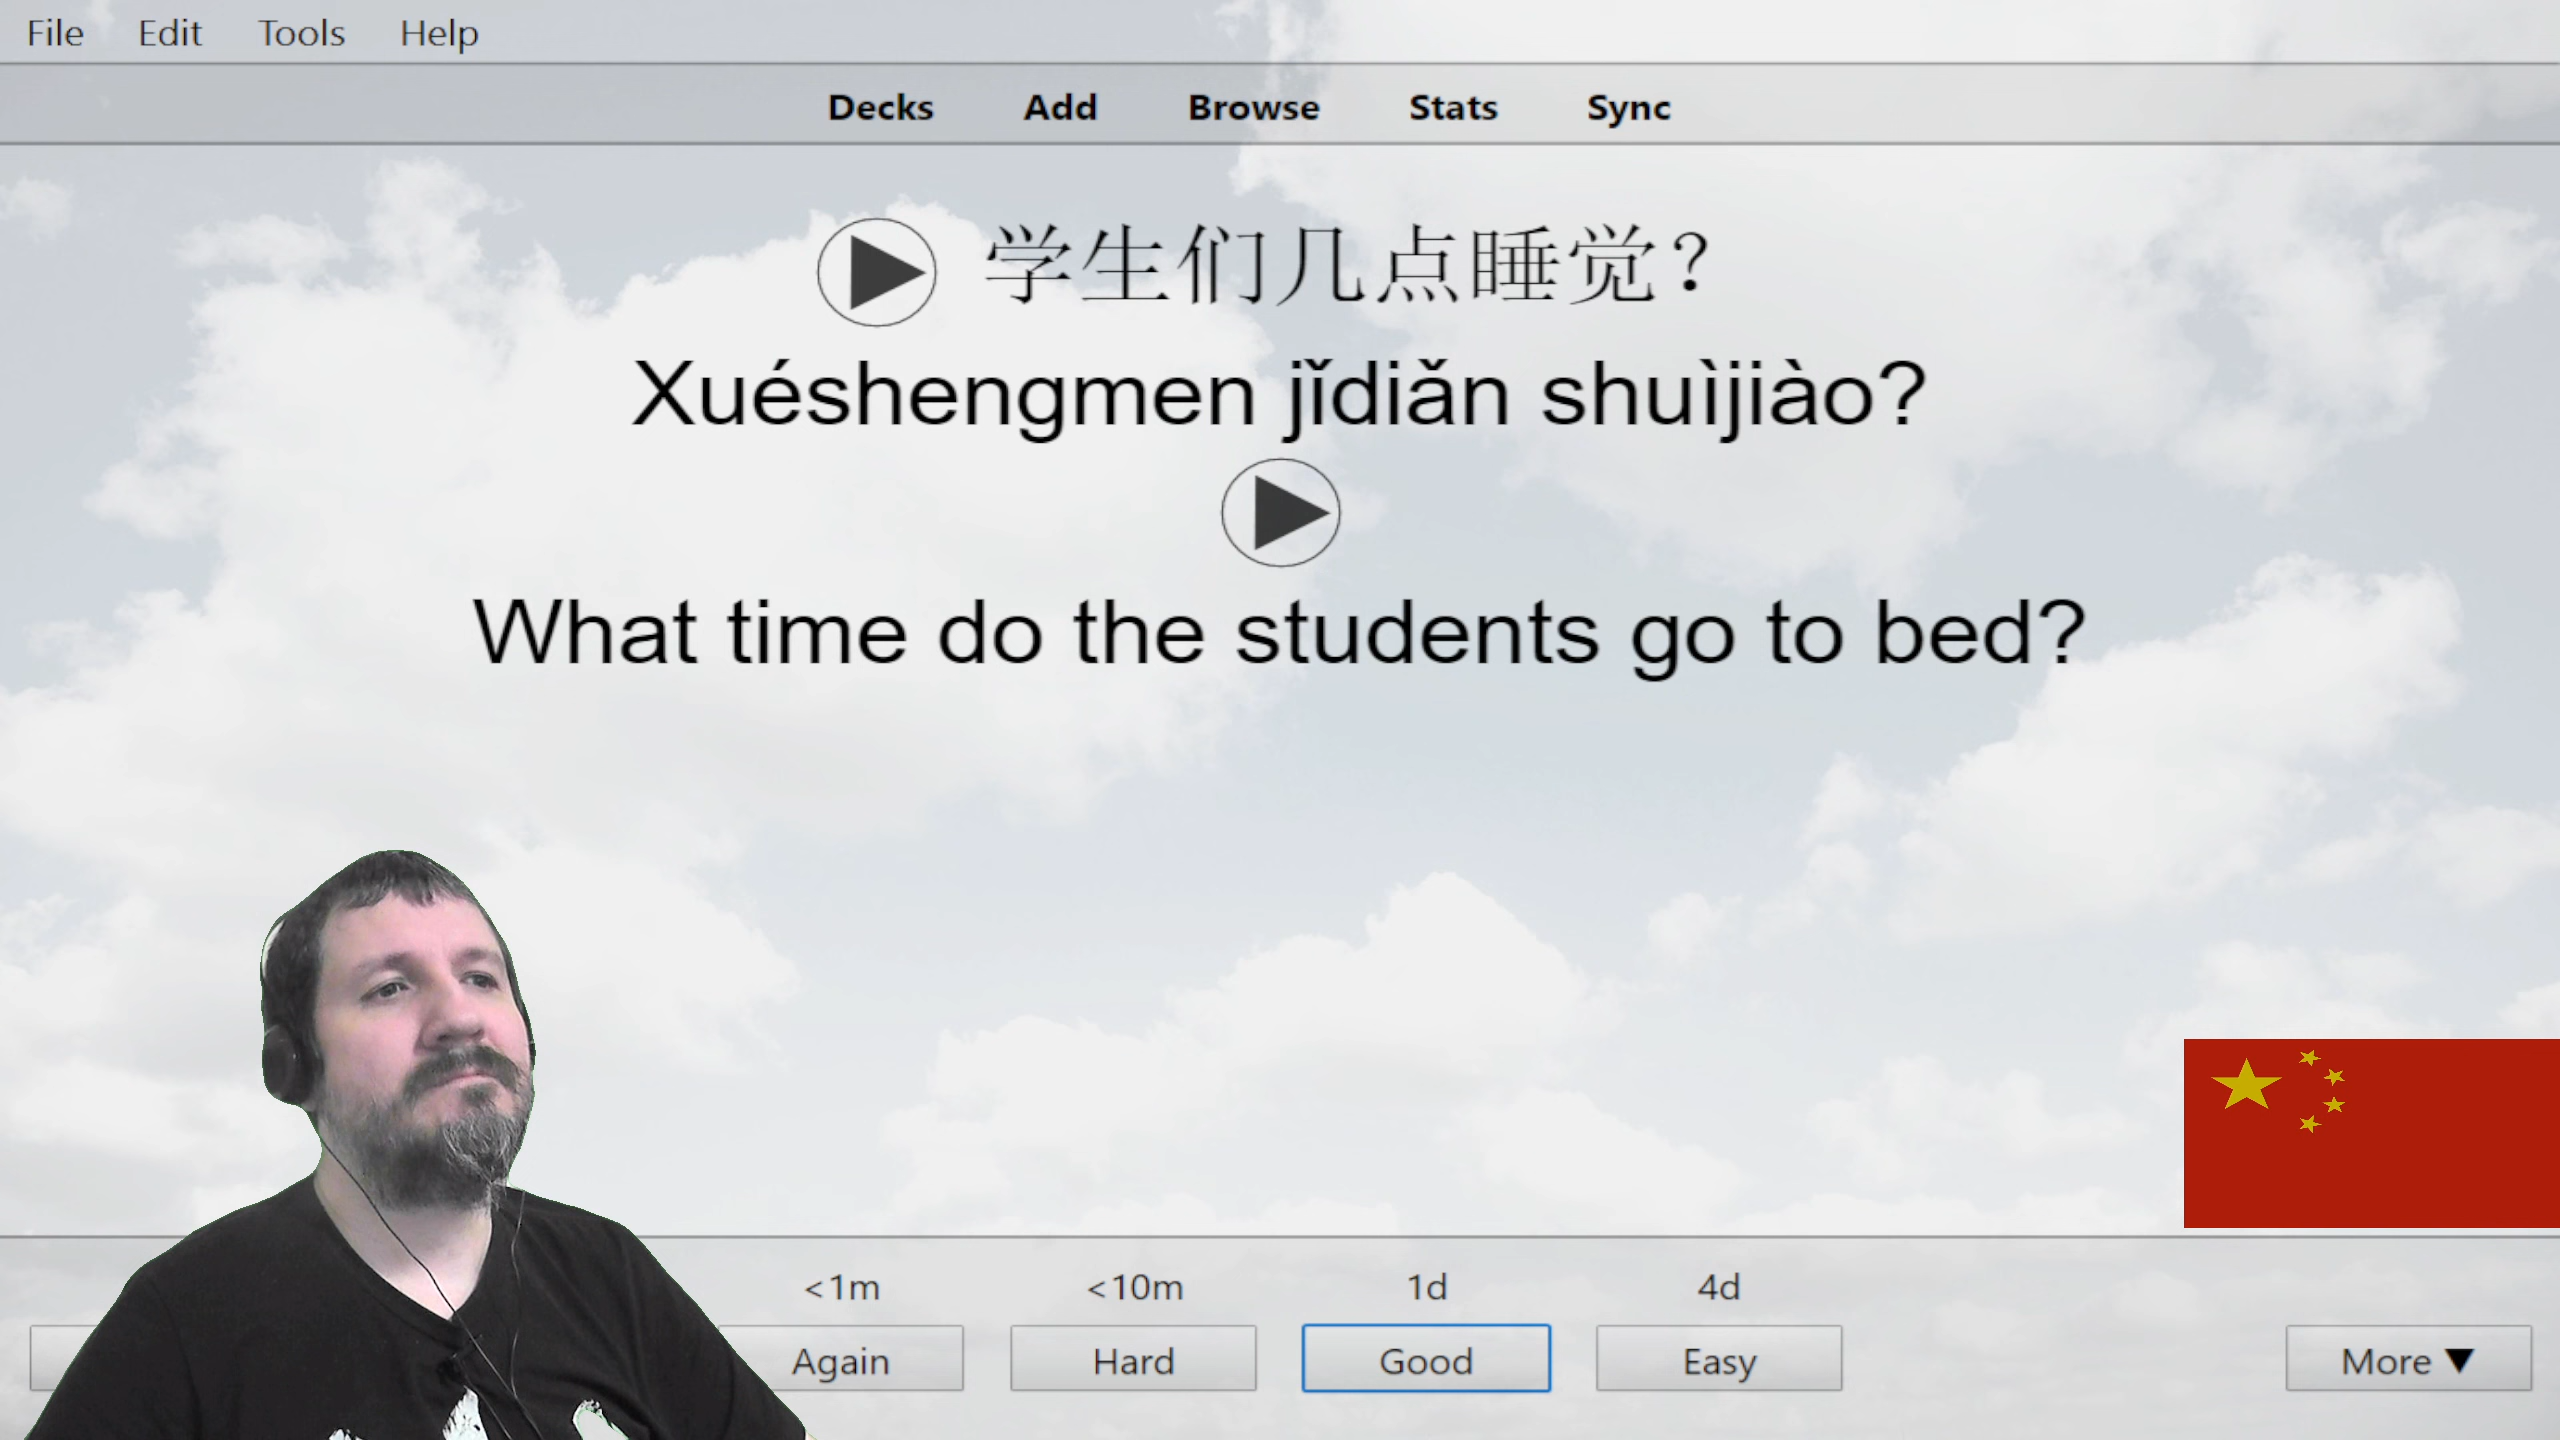 File Edit Tools Help
Decks Add Browse Stats Sync
学生们几点睡觉？
Xuéshengmen jǐdiǎn shuìjiào?
What time do the students go to bed?
<1m <10m 1d 4d
Again Hard Good Easy More ▼